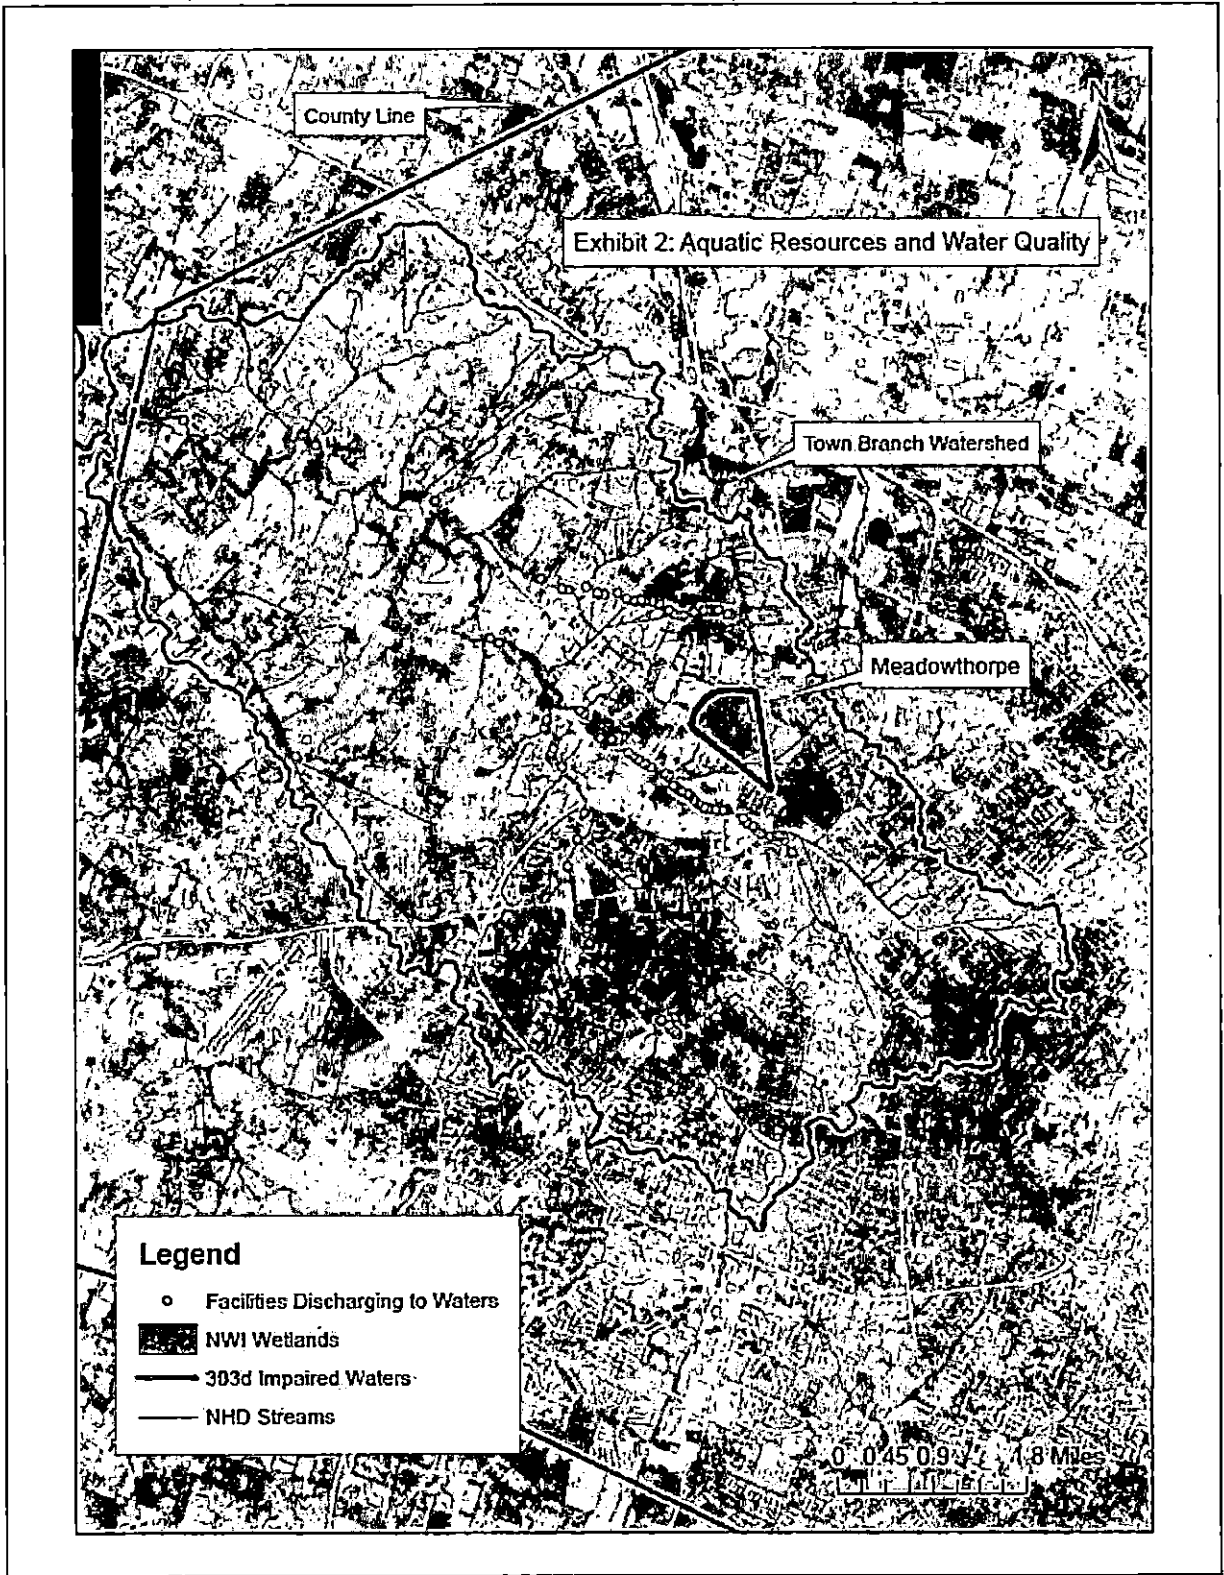 County Line
N
Exhibit 2: Aquatic Resources and Water Quality
Town Branch Watershed
Meadowthorpe
Legend
Facilities Discharging to Waters
NWI Wetlands
303d Impaired Waters
NHD Streams
0 0.45 0.9 1.8 Miles